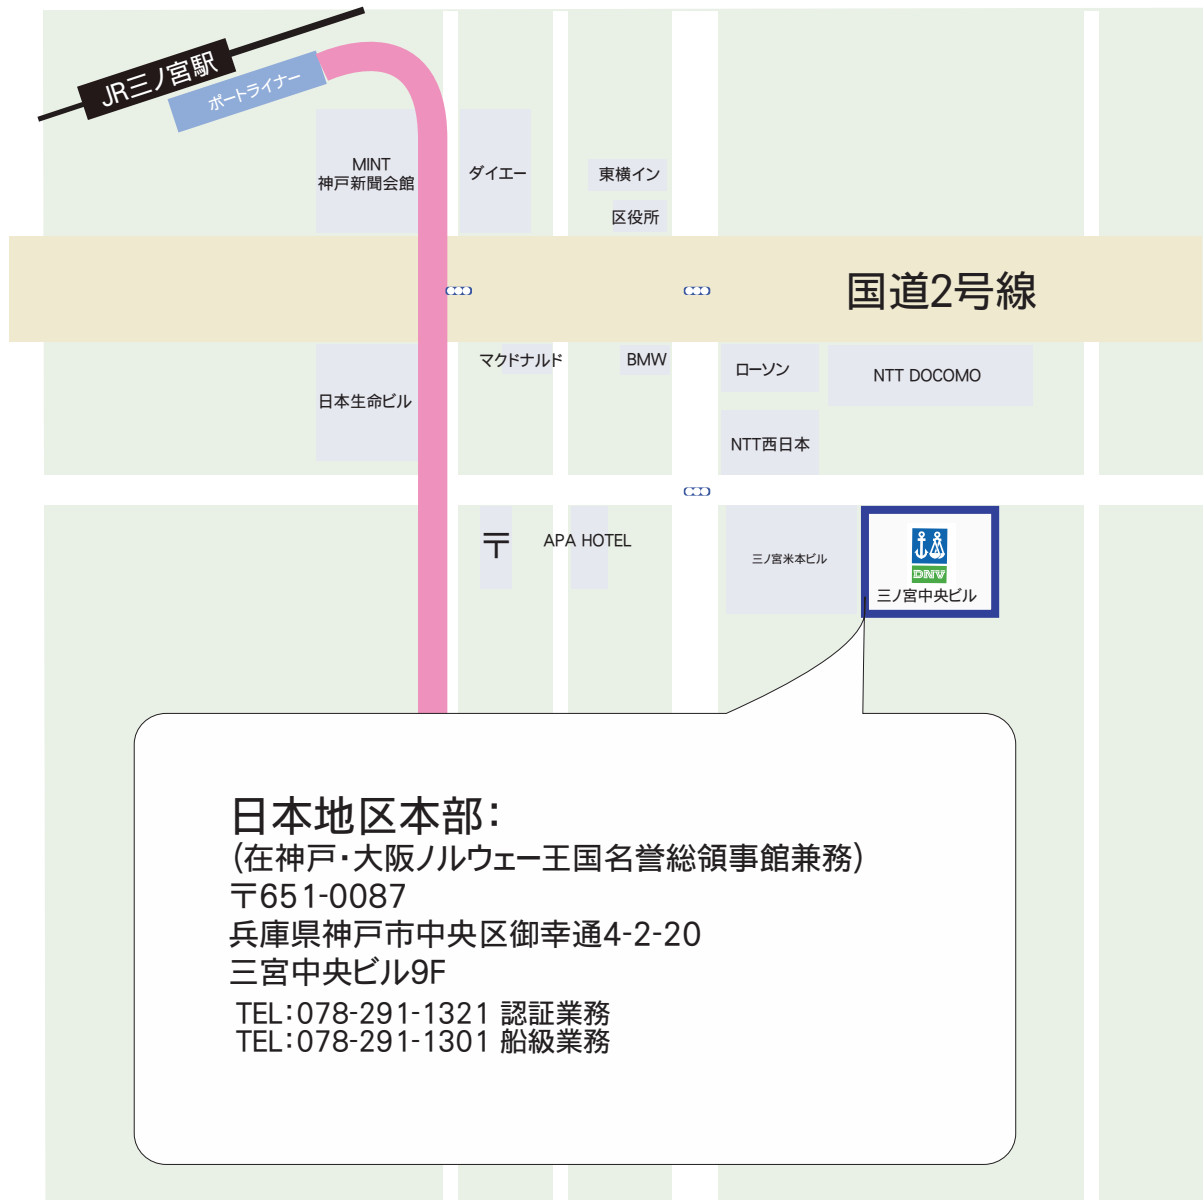 JR三ノ宮駅
ポートライナー
MINT
神戸新聞会館
ダイエー
東横イン
区役所
国道2号線
マクドナルド
BMW
ローソン
NTT DOCOMO
日本生命ビル
NTT西日本
〒
APA HOTEL
三ノ宮米本ビル
DNV
三ノ宮中央ビル
日本地区本部：
(在神戸・大阪ノルウェー王国名誉総領事館兼務)
〒651-0087
兵庫県神戸市中央区御幸通4-2-20
三宮中央ビル9F
TEL：078-291-1321 認証業務
TEL：078-291-1301 船級業務